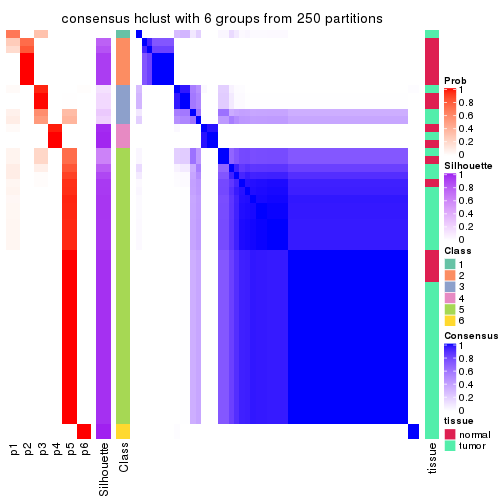 consensus hclust with 6 groups from 250 partitions
Prob
1
0.8
0.6
0.4
0.2
0
Silhouette
1
0.8
0.6
0.4
0.2
0
Class
1
2
3
4
5
6
Consensus
1
0.8
0.6
0.4
0.2
0
tissue
normal
tumor
p1
p2
p3
p4
p5
p6
Silhouette
Class
tissue